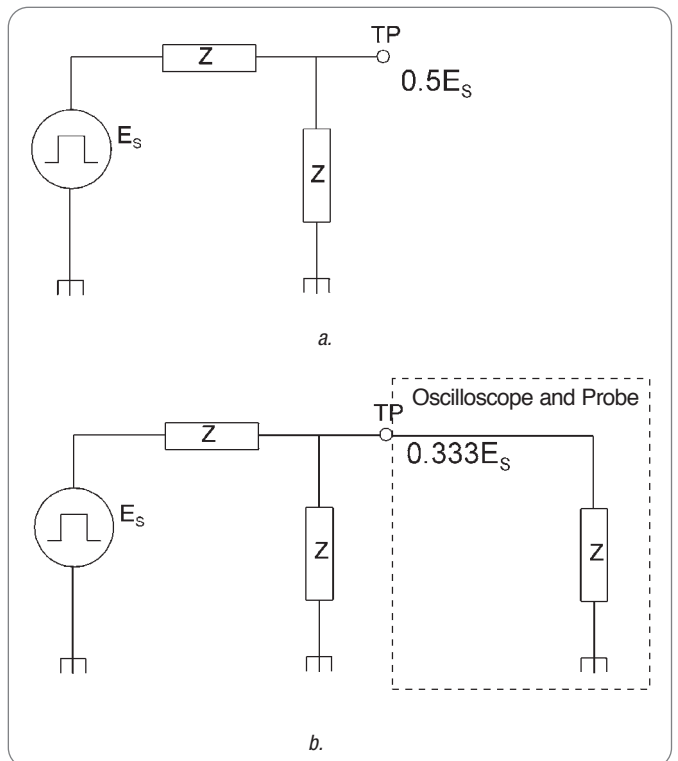 TP
Z
0.5E_S
E_S
Z
a.
Oscilloscope and Probe
TP
Z
0.333E_S
E_S
Z
Z
b.